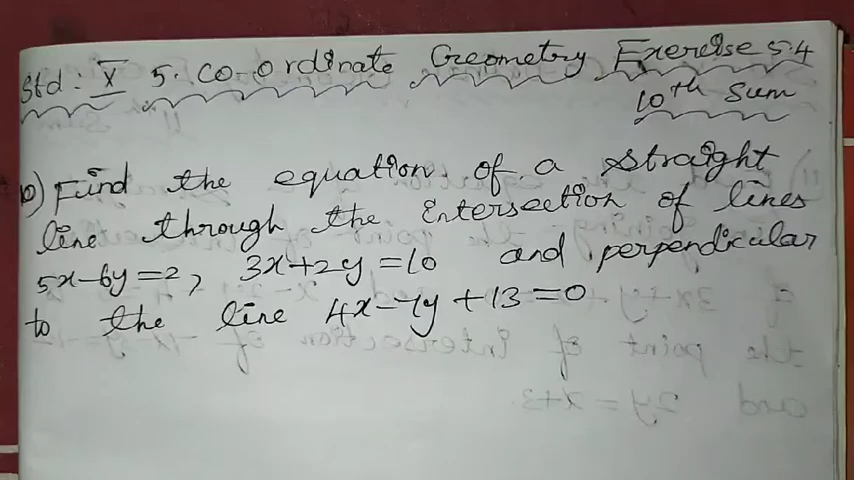 Std: X 5. Co-ordinate Geometry Exercise 5.4
10th Sum
10) Find the equation of a straight
line through the intersection of lines
5x-6y=2, 3x+2y=10 and perpendicular
to the line 4x-7y+13=0